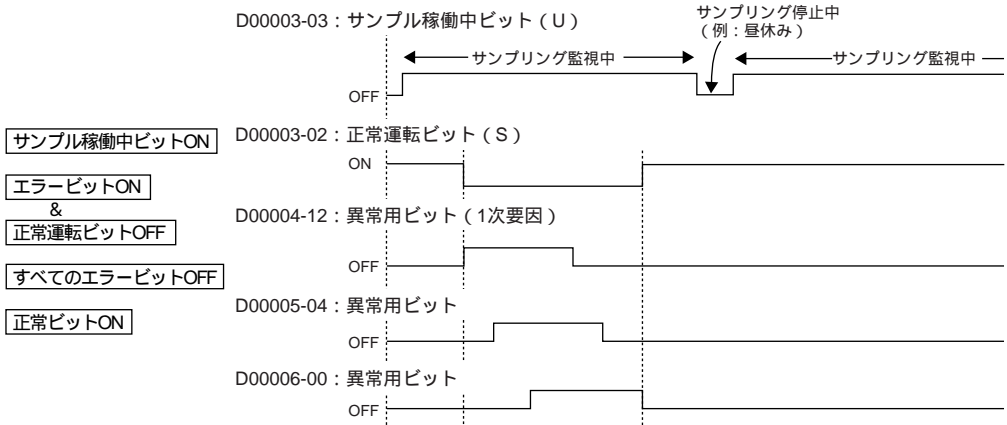 D00003-03：サンプル稼働中ビット（U）
サンプリング停止中
（例：昼休み）
サンプリング監視中
サンプリング監視中
OFF
サンプル稼働中ビットON
D00003-02：正常運転ビット（S）
ON
エラービットON
&
正常運転ビットOFF
D00004-12：異常用ビット（1次要因）
OFF
すべてのエラービットOFF
D00005-04：異常用ビット
正常ビットON
OFF
D00006-00：異常用ビット
OFF